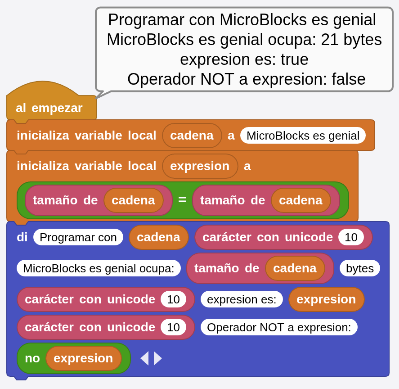 Programar con MicroBlocks es genial
MicroBlocks es genial ocupa: 21 bytes
expresion es: true
Operador NOT a expresion: false
al empezar
inicializa variable local cadena a MicroBlocks es genial
inicializa variable local expresion a
tamaño de cadena = tamaño de cadena
di Programar con cadena carácter con unicode 10
MicroBlocks es genial ocupa: tamaño de cadena bytes
carácter con unicode 10 expresion es: expresion
carácter con unicode 10 Operador NOT a expresion:
no expresion